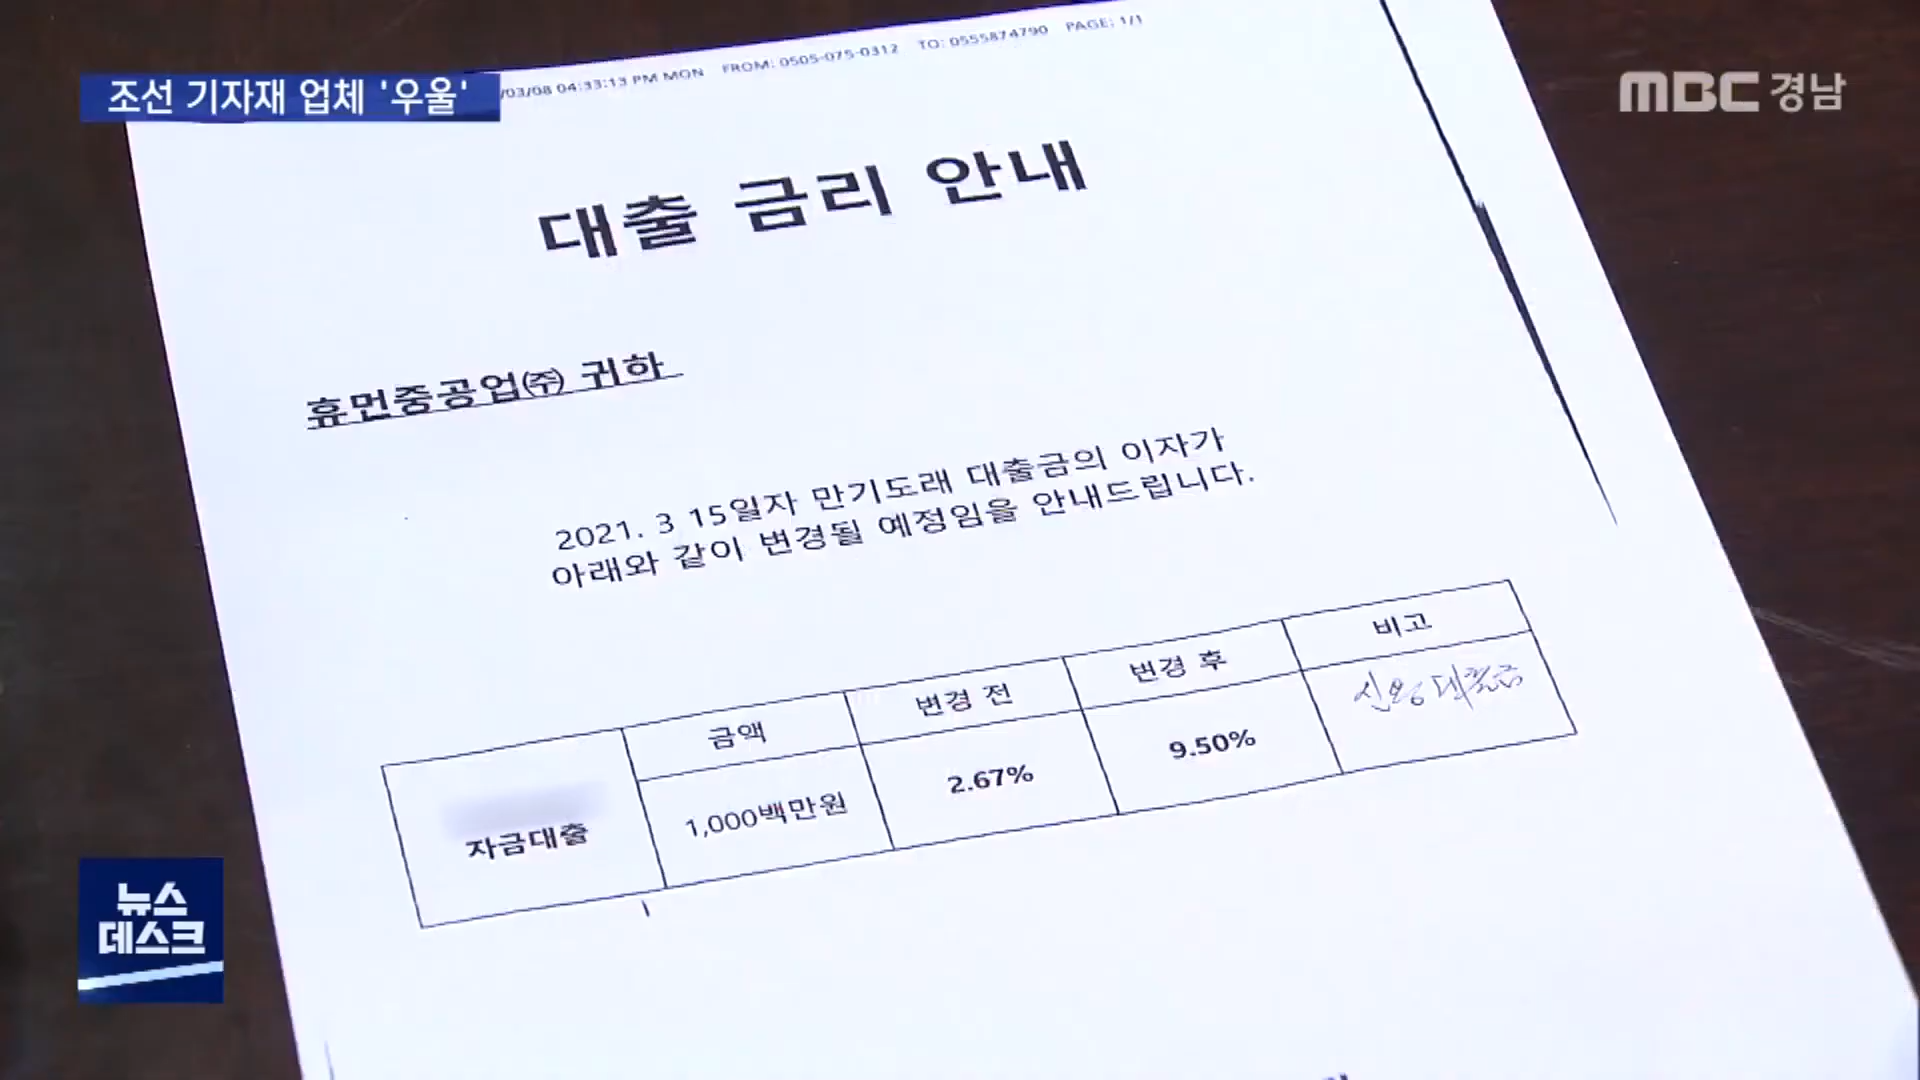 /03/08 04:33:13 PM MON FROM: 0505-075-0312 TO: 0555874790 PAGE: 1/1
조선 기자재 업체 '우울'
MBC 경남
대출 금리 안내
휴먼중공업㈜ 귀하
2021. 3 15일자 만기도래 대출금의 이자가
아래와 같이 변경될 예정임을 안내드립니다.
금액 변경 전 변경 후 비고
자금대출 1,000백만원 2.67% 9.50% 신용대출금
뉴스
데스크